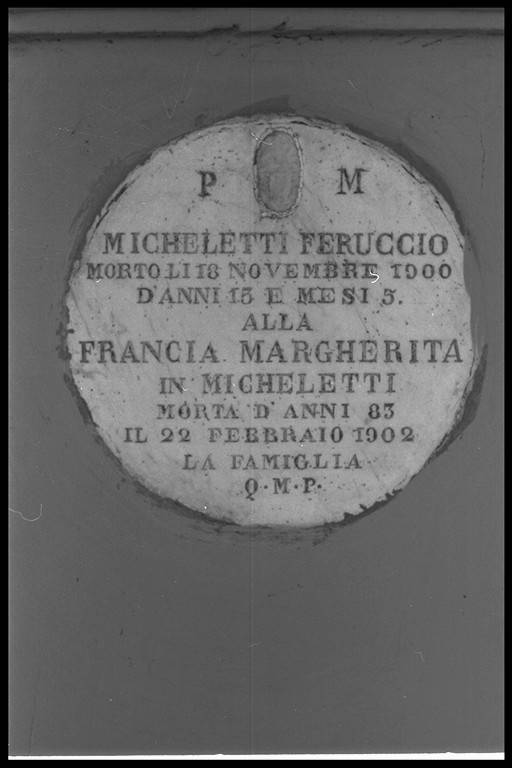 P M
MICHELETTI FERUCCIO
MORTO LI 18 NOVEMBRE 1900
D'ANNI 15 E MESI 5.
ALLA
FRANCIA MARGHERITA
IN MICHELETTI
MORTA D'ANNI 83
IL 22 FEBBRAIO 1902
LA FAMIGLIA
Q·M·P·